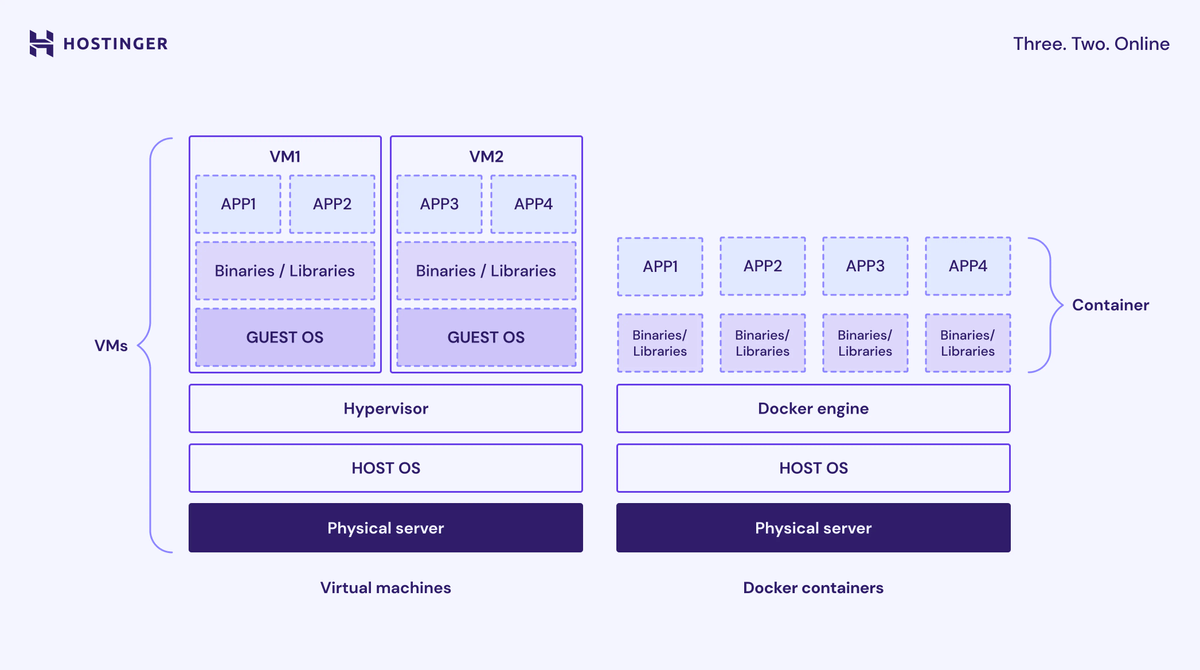 HOSTINGER
Three. Two. Online
VMs
VM1
APP1
APP2
Binaries / Libraries
GUEST OS
VM2
APP3
APP4
Binaries / Libraries
GUEST OS
Hypervisor
HOST OS
Physical server
Virtual machines
APP1
APP2
APP3
APP4
Binaries/
Libraries
Binaries/
Libraries
Binaries/
Libraries
Binaries/
Libraries
Container
Docker engine
HOST OS
Physical server
Docker containers